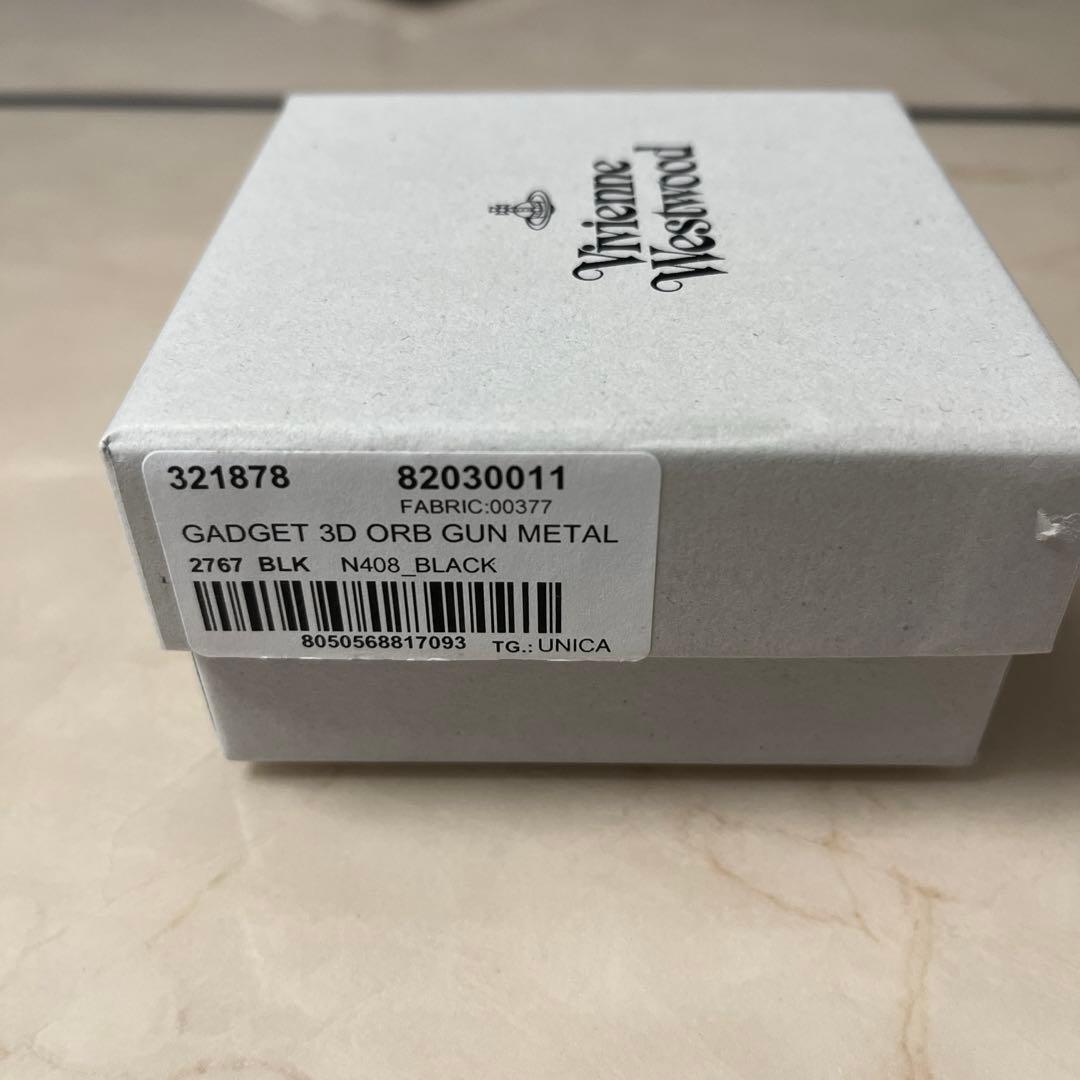 Vivienne
Westwood
321878 82030011
FABRIC:00377
GADGET 3D ORB GUN METAL
2767 BLK N408_BLACK
8050568817093 TG.: UNICA